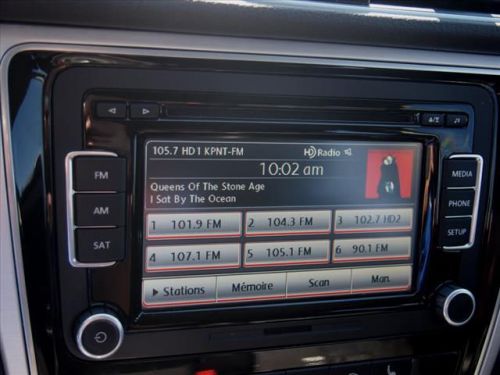 105.7 HD1 KPNT-FM
HD Radio
10:02 am
Queens Of The Stone Age
I Sat By The Ocean
FM
AM
SAT
MEDIA
PHONE
SETUP
1 101.9 FM
2 104.3 FM
3 102.7 HD2
4 107.1 FM
5 105.1 FM
6 90.1 FM
Stations
Mémoire
Scan
Man.